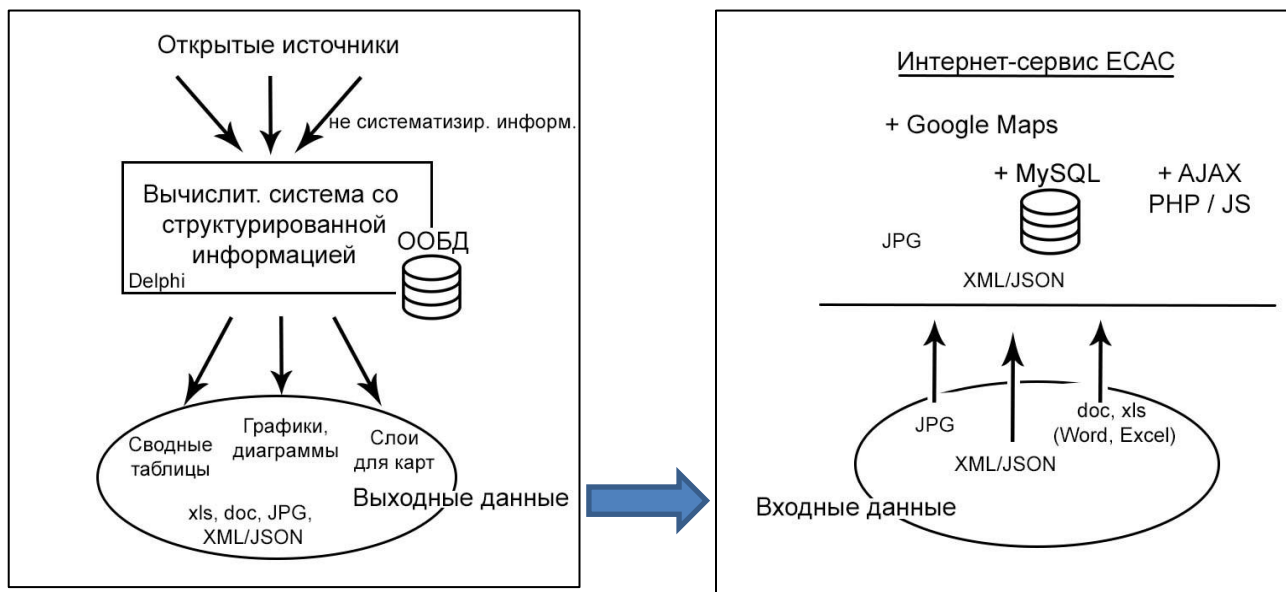 Открытые источники
не систематизир. информ.
Вычислит. система со
структурированной
информацией
Delphi
ООБД
Сводные
таблицы
Графики,
диаграммы
Слои
для карт
Выходные данные
xls, doc, JPG,
XML/JSON
Интернет-сервис ЕСАС
+ Google Maps
+ MySQL
+ AJAX
PHP / JS
JPG
XML/JSON
JPG
doc, xls
(Word, Excel)
XML/JSON
Входные данные